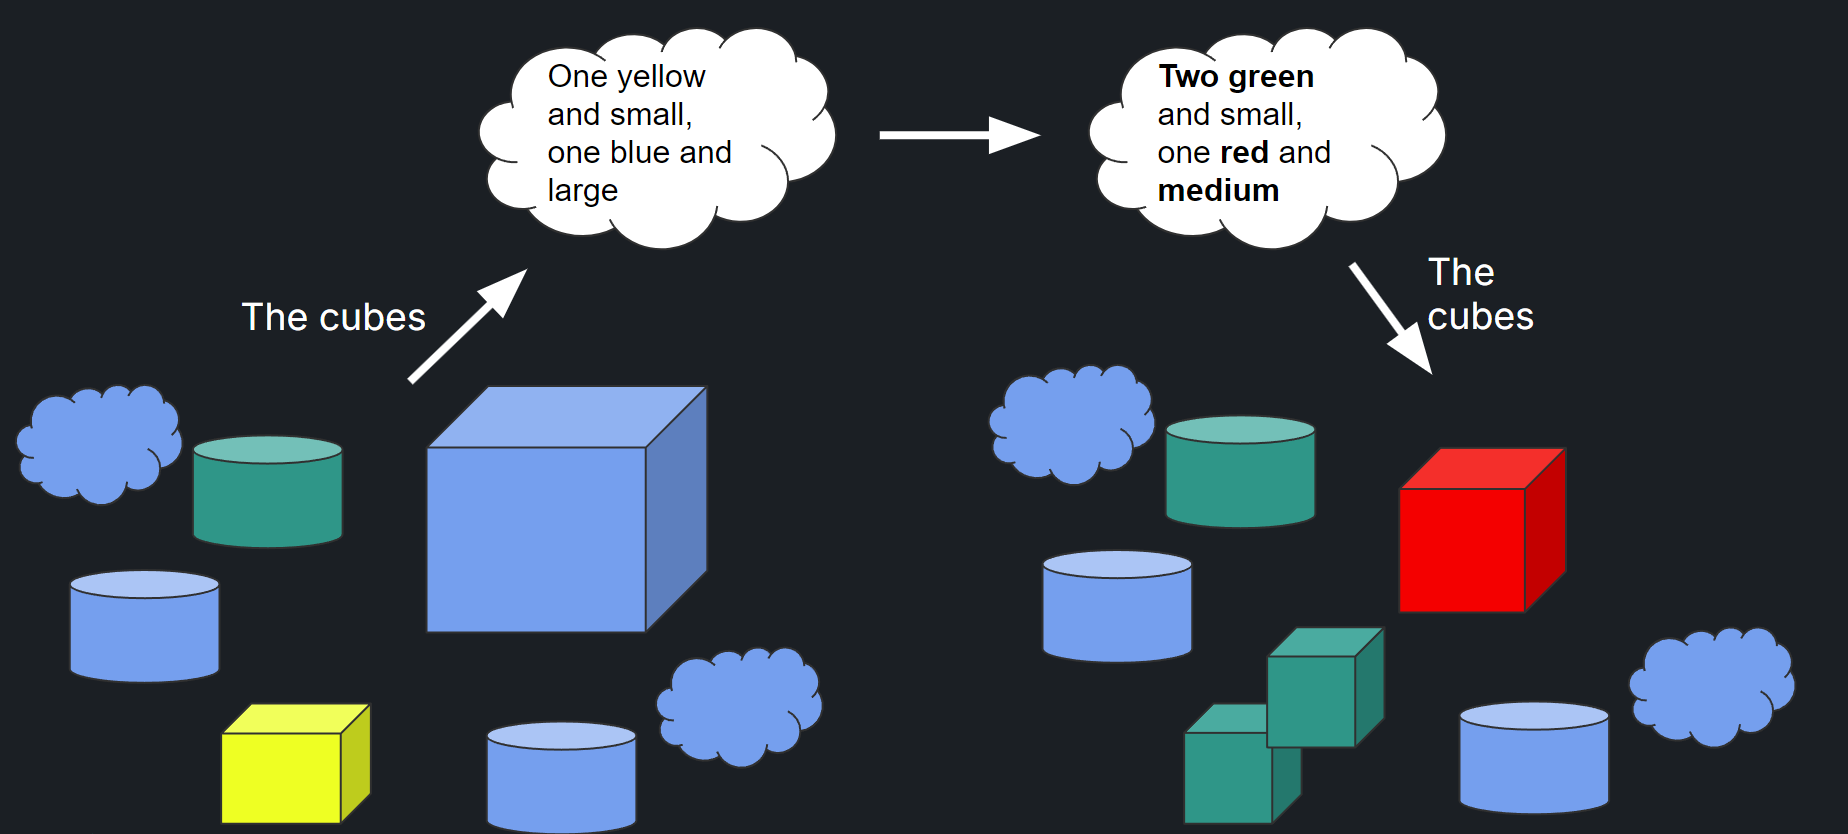 One yellow
and small,
one blue and
large
Two green
and small,
one red and
medium
The cubes
The
cubes